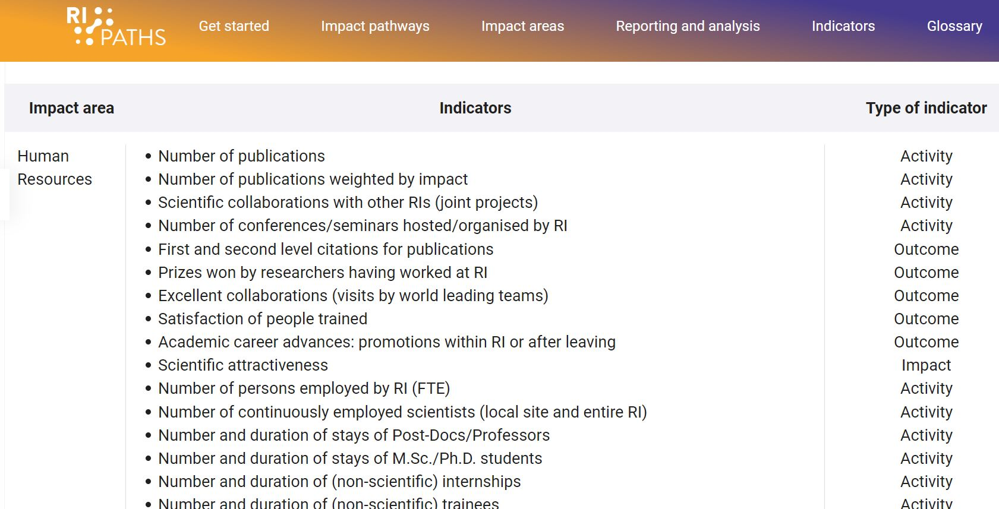 RI
PATHS
Get started
Impact pathways
Impact areas
Reporting and analysis
Indicators
Glossary
Impact area
Indicators
Type of indicator
Human
Resources
• Number of publications
Activity
• Number of publications weighted by impact
Activity
• Scientific collaborations with other RIs (joint projects)
Activity
• Number of conferences/seminars hosted/organised by RI
Activity
• First and second level citations for publications
Outcome
• Prizes won by researchers having worked at RI
Outcome
• Excellent collaborations (visits by world leading teams)
Outcome
• Satisfaction of people trained
Outcome
• Academic career advances: promotions within RI or after leaving
Outcome
• Scientific attractiveness
Impact
• Number of persons employed by RI (FTE)
Activity
• Number of continuously employed scientists (local site and entire RI)
Activity
• Number and duration of stays of Post-Docs/Professors
Activity
• Number and duration of stays of M.Sc./Ph.D. students
Activity
• Number and duration of (non-scientific) internships
Activity
• Number and duration of (non-scientific) trainees
Activity